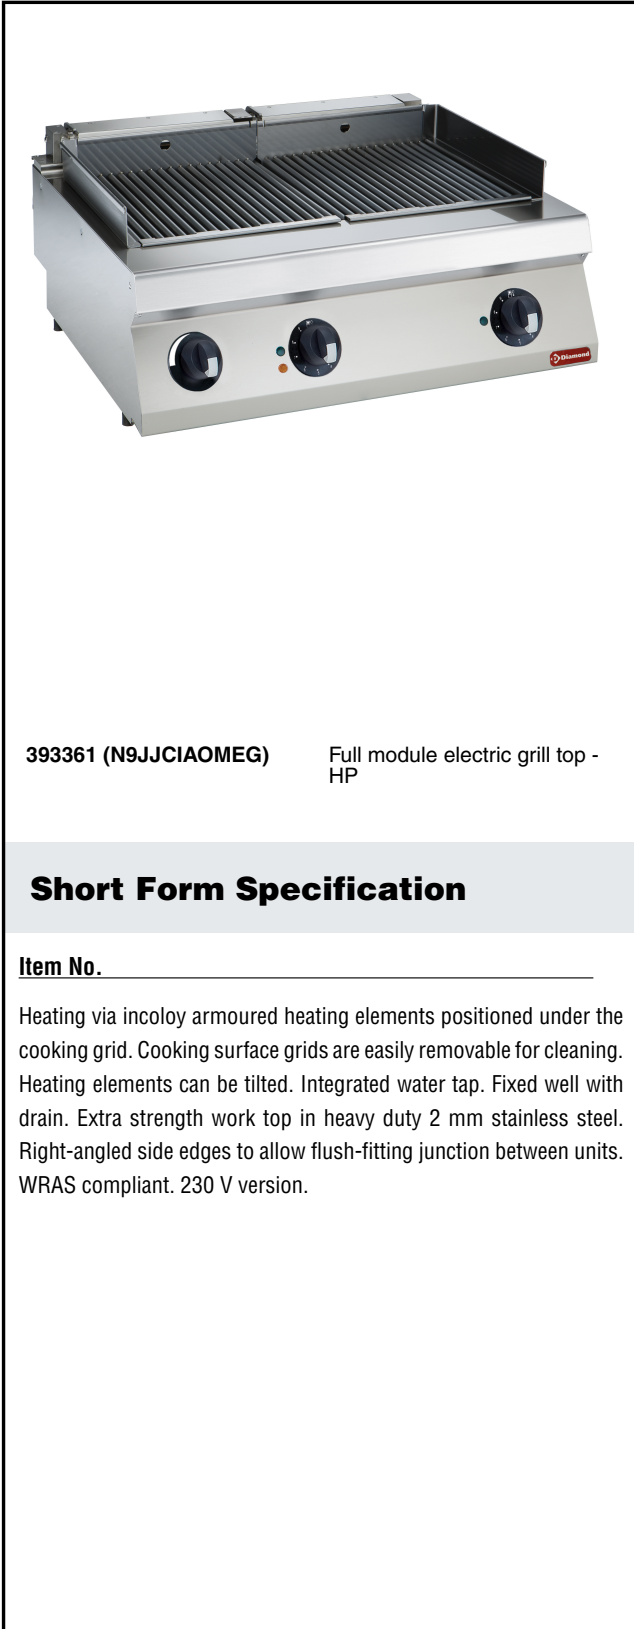 Diamond
393361 (N9JJCIAOMEG)
Full module electric grill top -
HP
Short Form Specification
Item No.
Heating via incoloy armoured heating elements positioned under the
cooking grid. Cooking surface grids are easily removable for cleaning.
Heating elements can be tilted. Integrated water tap. Fixed well with
drain. Extra strength work top in heavy duty 2 mm stainless steel.
Right-angled side edges to allow flush-fitting junction between units.
WRAS compliant. 230 V version.